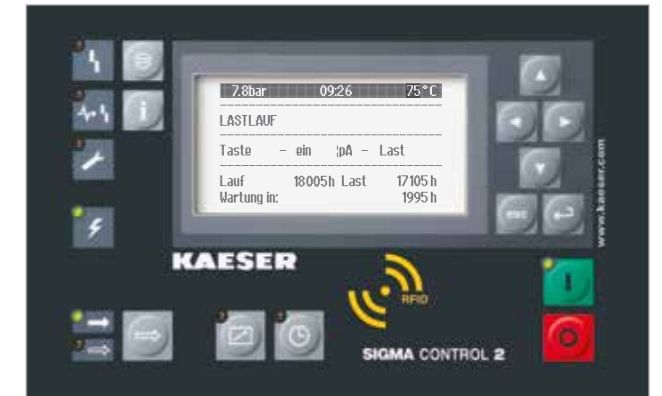 7.8bar 09:26 75°C
LASTLAUF
Taste - ein ¦pA - Last
Lauf 18005h Last 17105h
Wartung in: 1995h
esc
www.kaeser.com
KAESER
RFID
I
O
SIGMA CONTROL 2